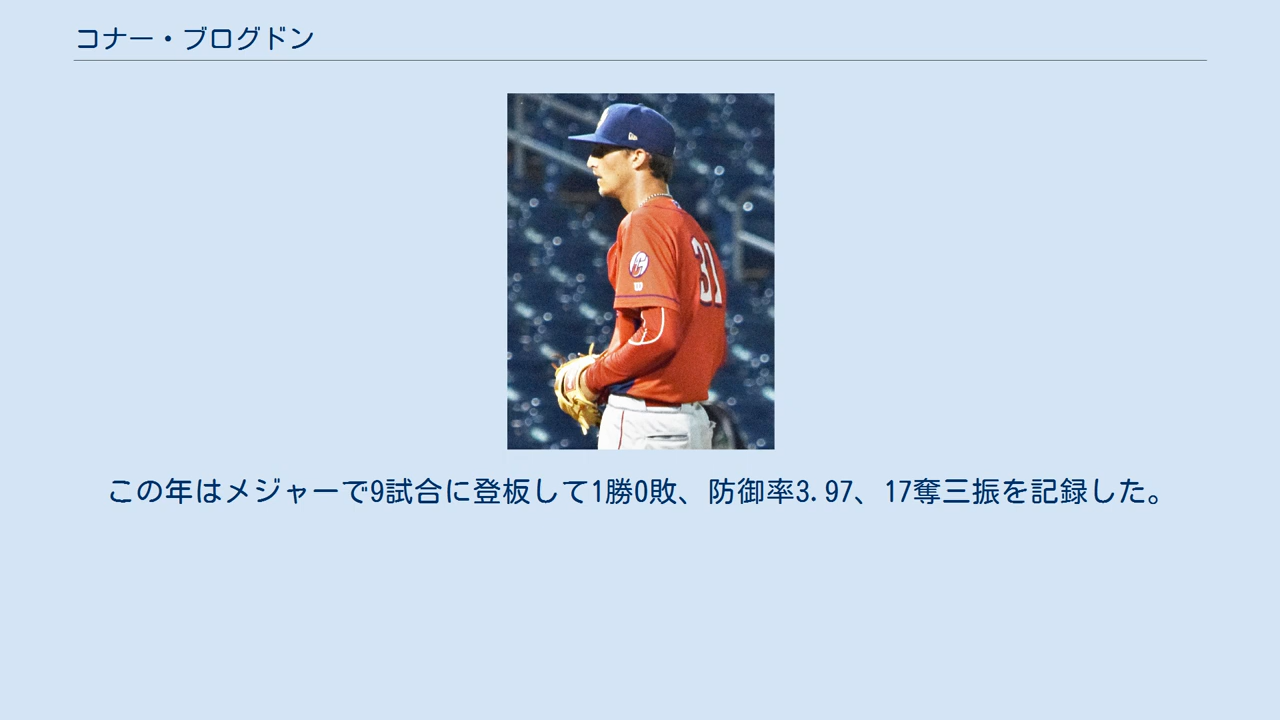 コナー・ブログドン
31
この年はメジャーで9試合に登板して1勝0敗、防御率3.97、17奪三振を記録した。